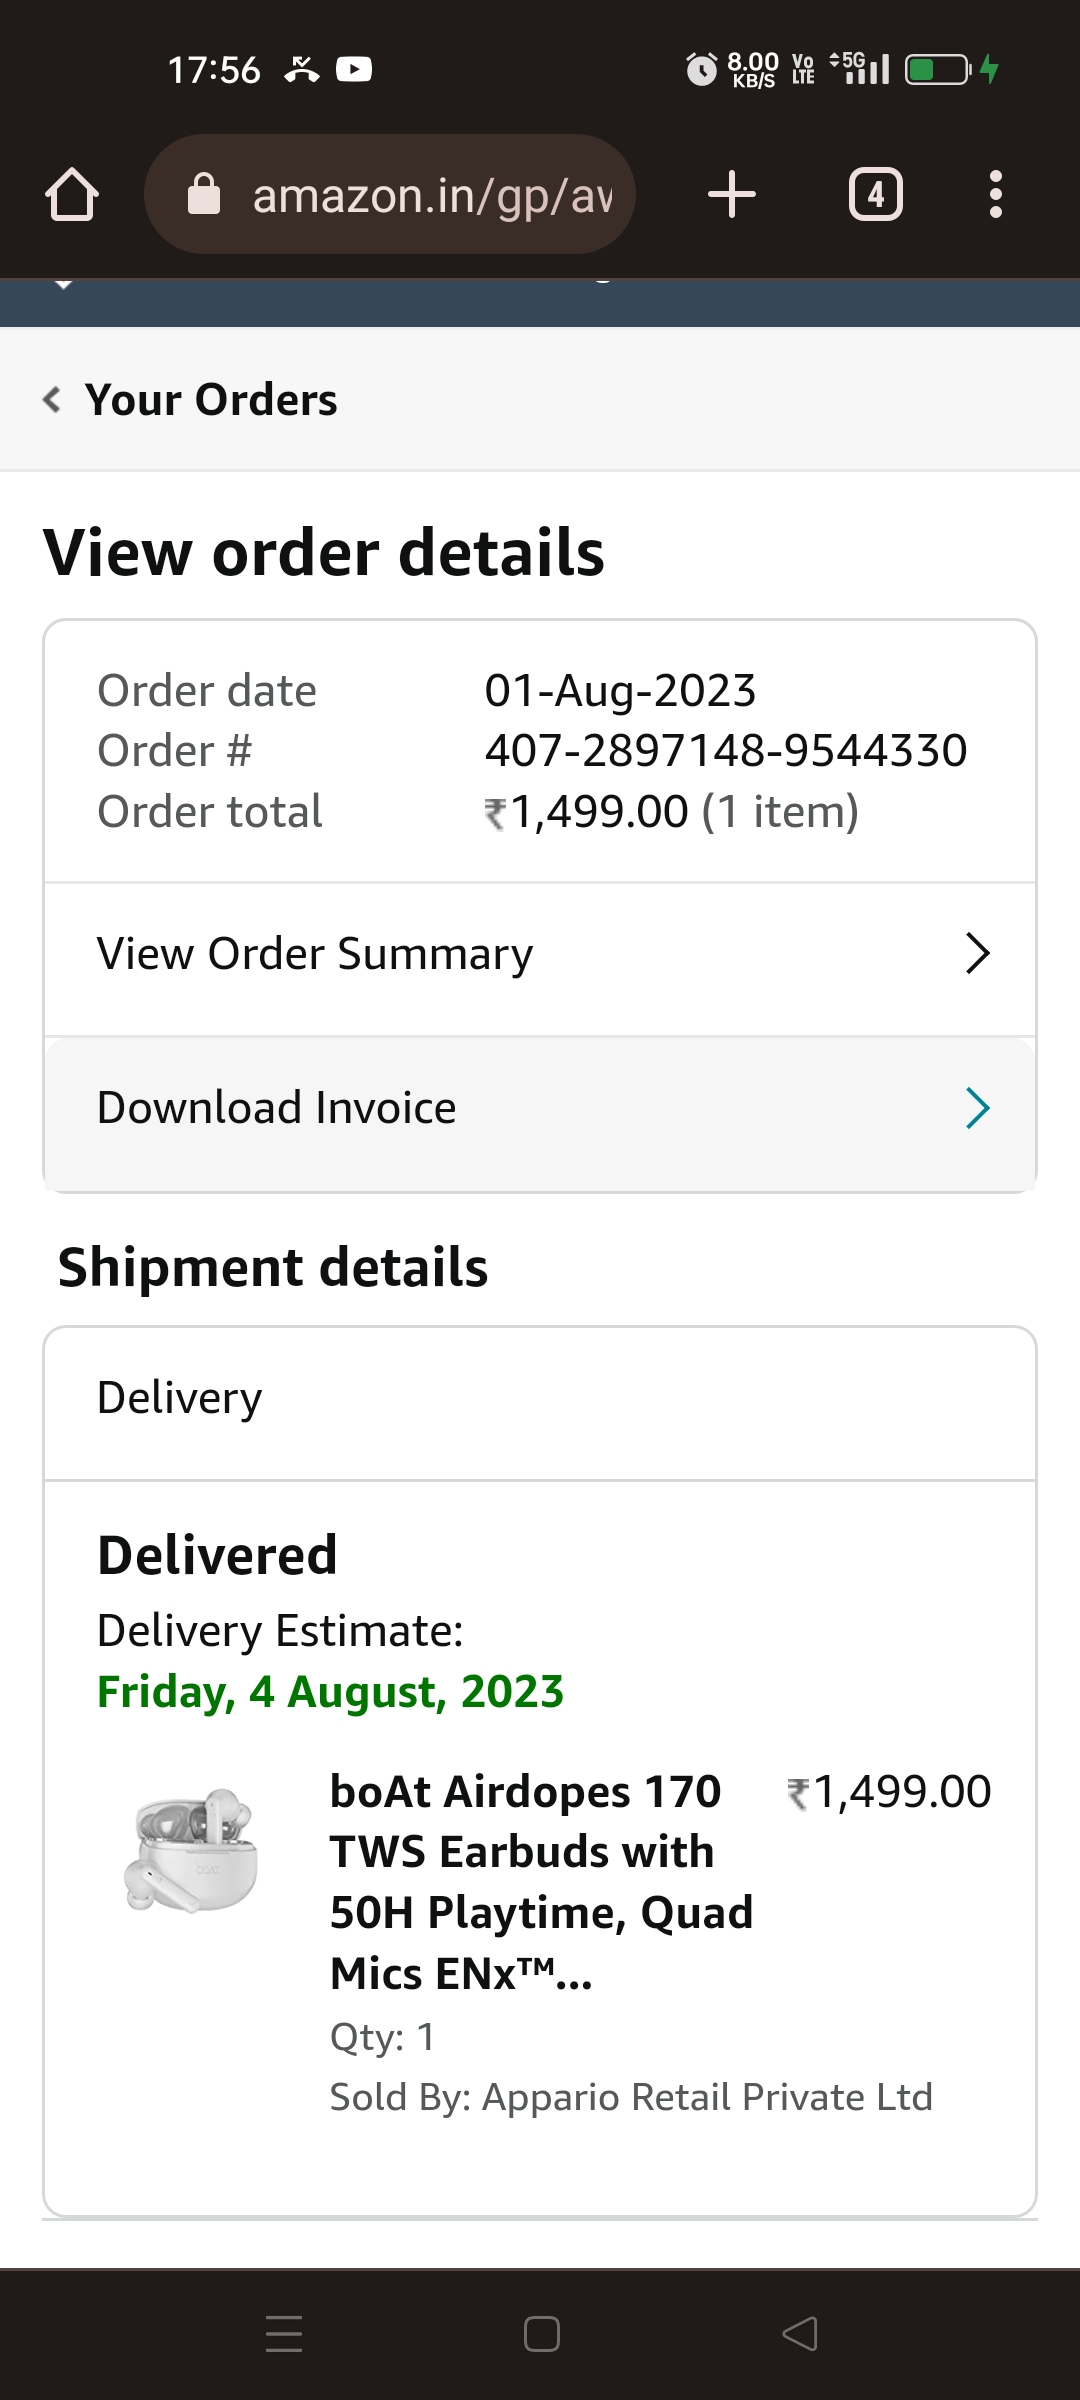 17:56
8.00 KB/S
Vo LTE
5G
amazon.in/gp/av
4
Your Orders
View order details
Order date 01-Aug-2023
Order # 407-2897148-9544330
Order total ₹1,499.00 (1 item)
View Order Summary
Download Invoice
Shipment details
Delivery
Delivered
Delivery Estimate:
Friday, 4 August, 2023
boAt Airdopes 170 ₹1,499.00
TWS Earbuds with
50H Playtime, Quad
Mics ENx™...
Qty: 1
Sold By: Appario Retail Private Ltd